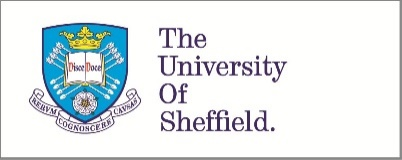 Disce Doce
RERVM COGNOSCERE CAVSAS
The
University
Of
Sheffield.